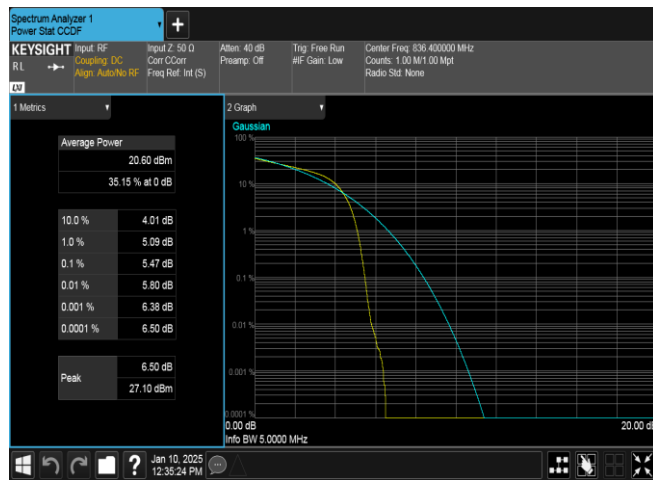 Spectrum Analyzer 1
Power Stat CCDF
+
KEYSIGHT
RL
LXI
Input: RF
Coupling: DC
Align: Auto/No RF
Input Z: 50 Ω
Corr CCorr
Freq Ref: Int (S)
Atten: 40 dB
Preamp: Off
Trig: Free Run
#IF Gain: Low
Center Freq: 836.400000 MHz
Counts: 1.00 M/1.00 Mpt
Radio Std: None
1 Metrics
Average Power
20.60 dBm
35.15 % at 0 dB
10.0 % 4.01 dB
1.0 % 5.09 dB
0.1 % 5.47 dB
0.01 % 5.80 dB
0.001 % 6.38 dB
0.0001 % 6.50 dB
Peak
6.50 dB
27.10 dBm
2 Graph
Gaussian
100 %
10 %
1 %
0.1 %
0.01 %
0.001 %
0.0001 %
0.00 dB 20.00 d
Info BW 5.0000 MHz
?
Jan 10, 2025
12:35:24 PM